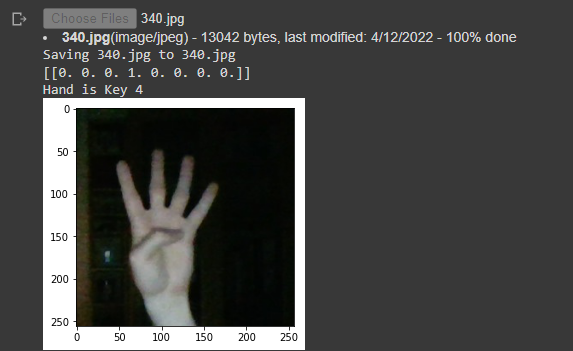 Choose Files 340.jpg
• 340.jpg(image/jpeg) - 13042 bytes, last modified: 4/12/2022 - 100% done
Saving 340.jpg to 340.jpg
[[0. 0. 0. 1. 0. 0. 0. 0.]]
Hand is Key 4
0
50
100
150
200
250
0 50 100 150 200 250